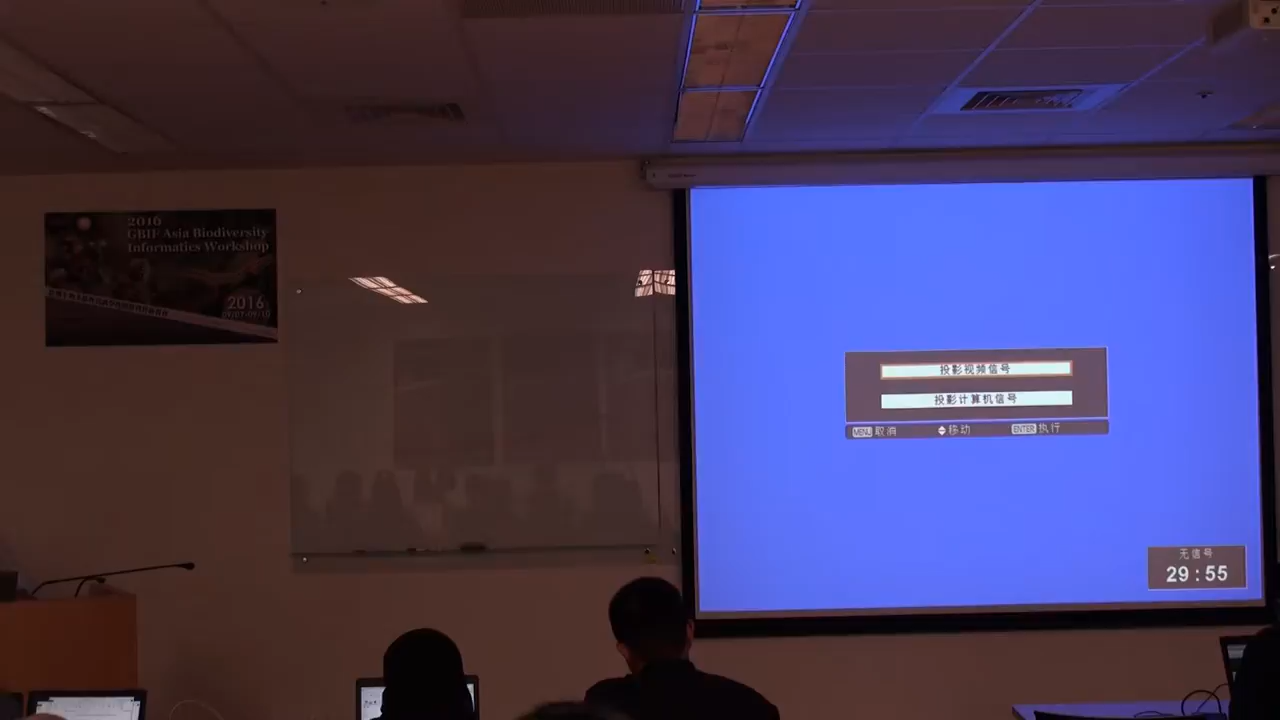 2016
GBIF Asia Biodiversity
Informatics Workshop
2016
投影视频信号
投影计算机信号
MENU 取消 移动 ENTER 执行
无信号
29:55